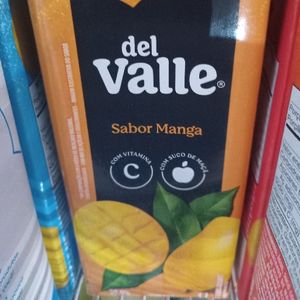 del
Valle®
Sabor Manga
COM VITAMINA
C
COM SUCO DE MAÇÃ